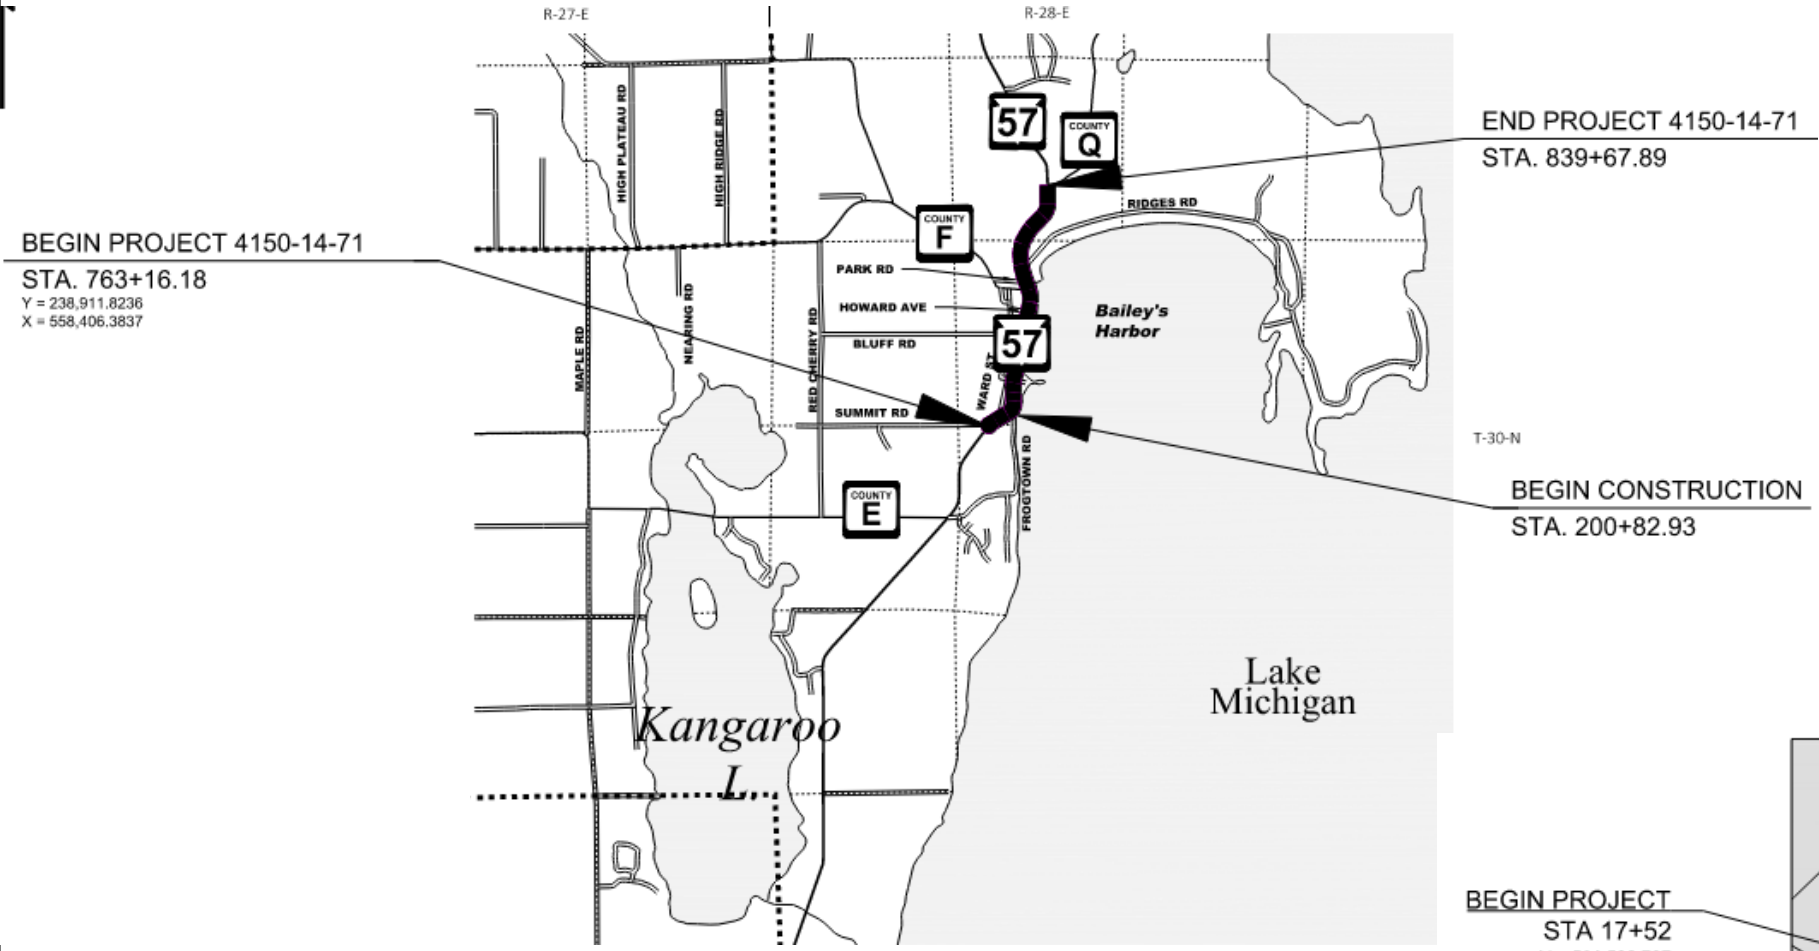 R-27-E
R-28-E
57
COUNTY
Q
END PROJECT 4150-14-71
STA. 839+67.89
HIGH PLATEAU RD
HIGH RIDGE RD
RIDGES RD
COUNTY
F
BEGIN PROJECT 4150-14-71
STA. 763+16.18
Y = 238,911.8236
X = 558,406.3837
PARK RD
HOWARD AVE
Bailey's
Harbor
NEARING RD
MAPLE RD
RED CHERRY RD
BLUFF RD
57
WARD ST
SUMMIT RD
T-30-N
FROGTOWN RD
COUNTY
E
BEGIN CONSTRUCTION
STA. 200+82.93
Lake
Michigan
Kangaroo
L.
BEGIN PROJECT
STA 17+52